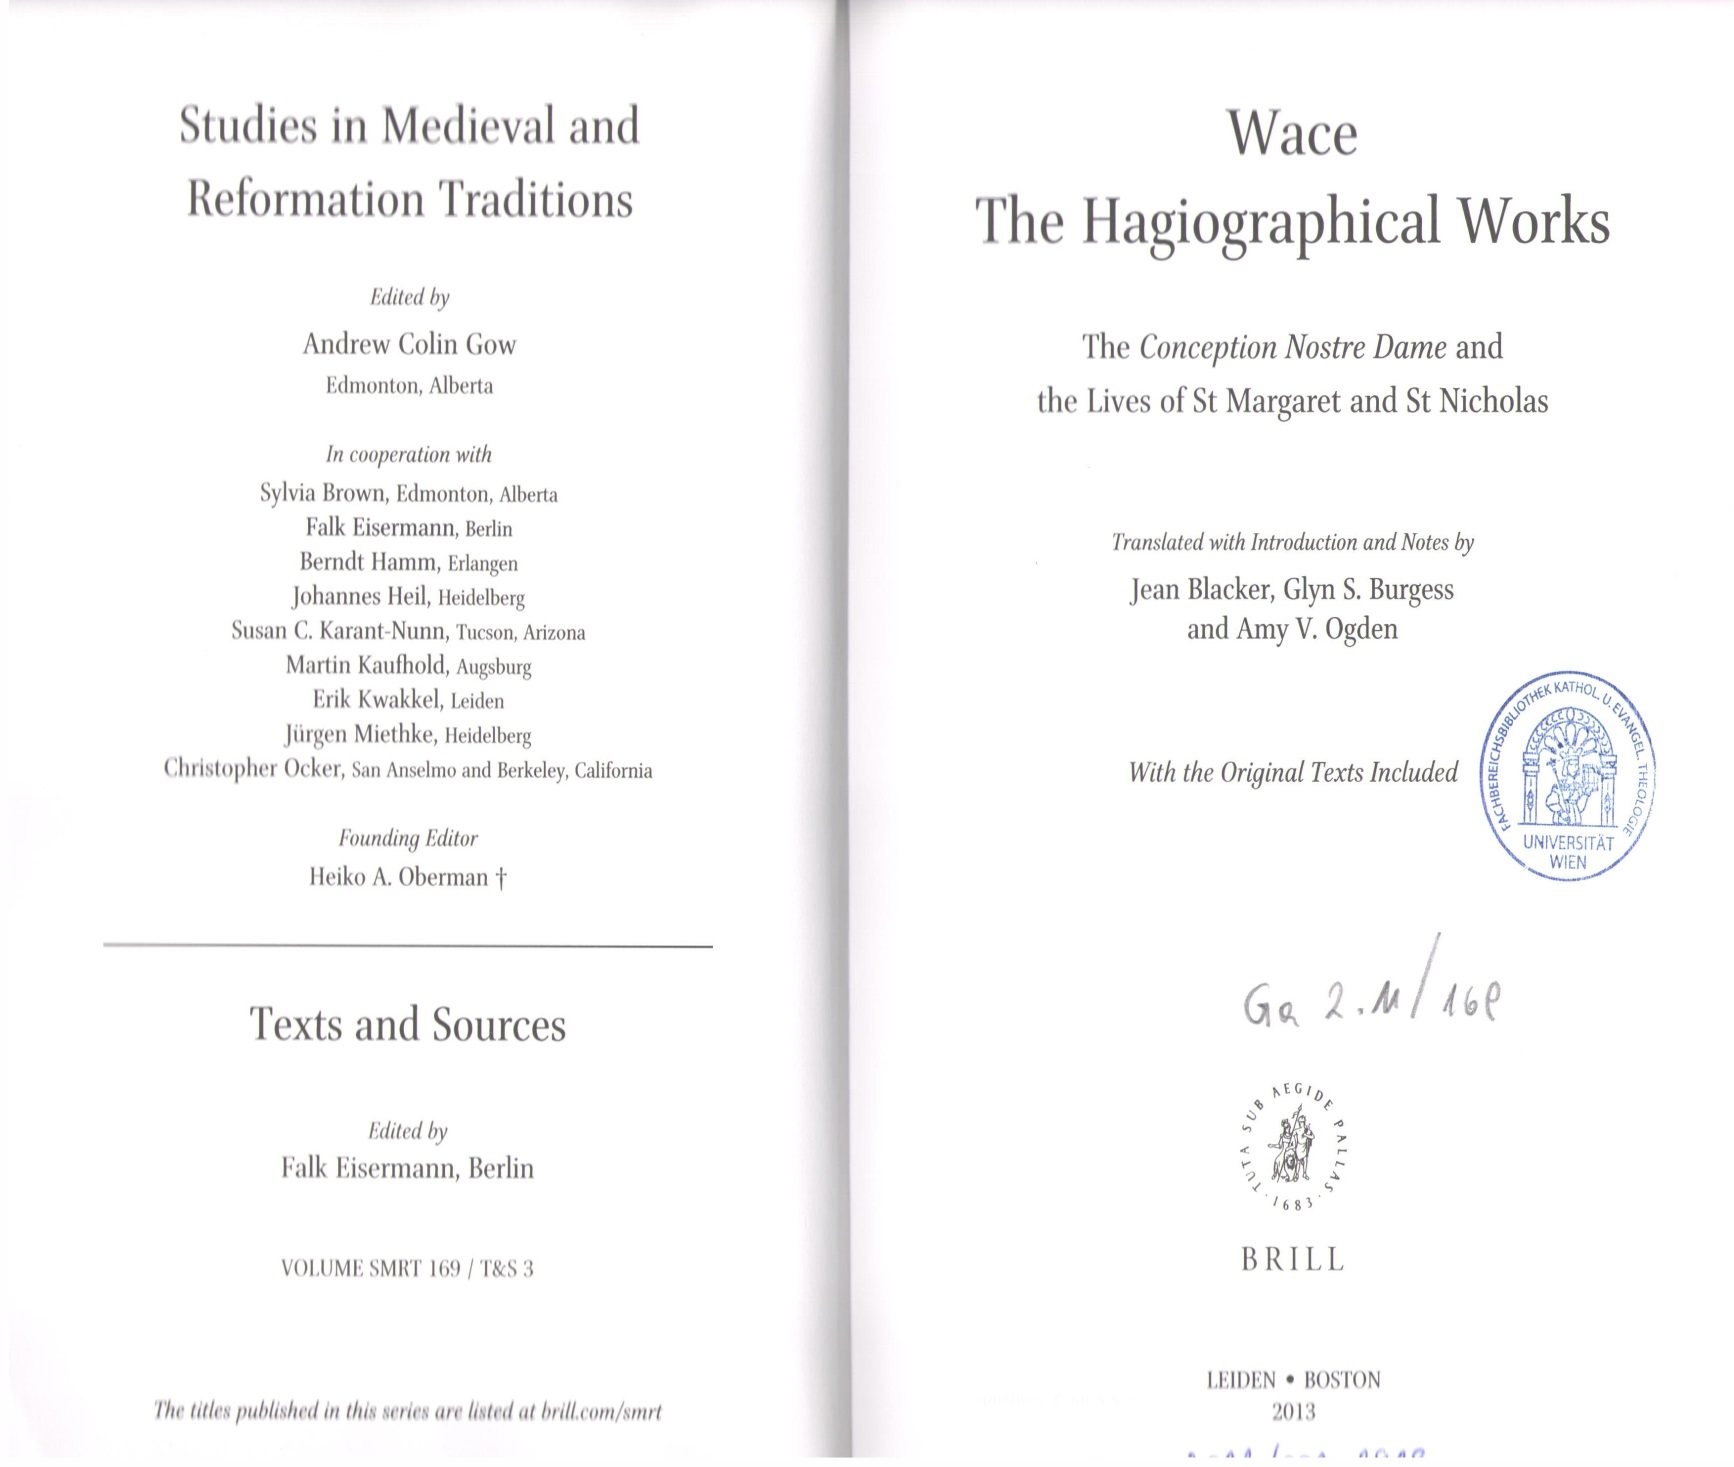 Studies in Medieval and
Reformation Traditions
Edited by
Andrew Colin Gow
Edmonton, Alberta
In cooperation with
Sylvia Brown, Edmonton, Alberta
Falk Eisermann, Berlin
Berndt Hamm, Erlangen
Johannes Heil, Heidelberg
Susan C. Karant-Nunn, Tucson, Arizona
Martin Kaufhold, Augsburg
Erik Kwakkel, Leiden
Jürgen Miethke, Heidelberg
Christopher Ocker, San Anselmo and Berkeley, California
Founding Editor
Heiko A. Oberman †
Texts and Sources
Edited by
Falk Eisermann, Berlin
VOLUME SMRT 169 / T&S 3
The titles published in this series are listed at brill.com/smrt
Wace
The Hagiographical Works
The Conception Nostre Dame and
the Lives of St Margaret and St Nicholas
Translated with Introduction and Notes by
Jean Blacker, Glyn S. Burgess
and Amy V. Ogden
With the Original Texts Included
FACHBEREICHSBIBLIOTHEK KATHOL. U. EVANGEL. THEOLOGIE
UNIVERSITÄT
WIEN
Ga 2.
TUTA SUB AEGIDE PALLAS
· 1683 ·
BRILL
LEIDEN • BOSTON
2013